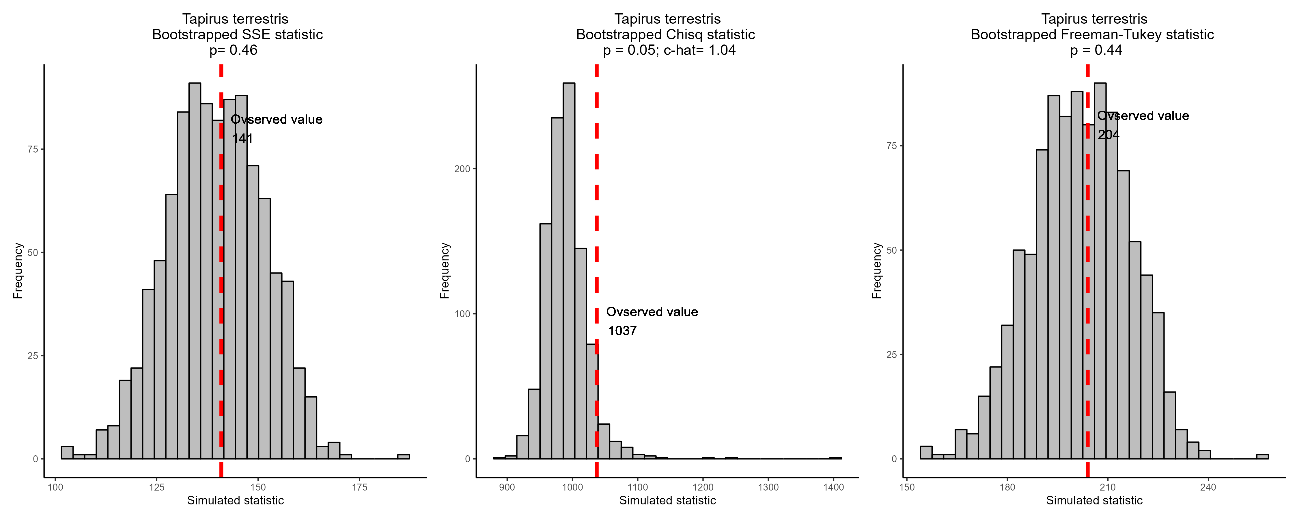 Tapirus terrestris
Bootstrapped SSE statistic
p= 0.46
Frequency
75
50
25
0
Ovserved value
141
100
125
150
175
Simulated statistic
Tapirus terrestris
Bootstrapped Chisq statistic
p = 0.05; c-hat= 1.04
Frequency
200
100
0
Ovserved value
1037
900
1000
1100
1200
1300
1400
Simulated statistic
Tapirus terrestris
Bootstrapped Freeman-Tukey statistic
p = 0.44
Frequency
75
50
25
0
Ovserved value
204
150
180
210
240
Simulated statistic